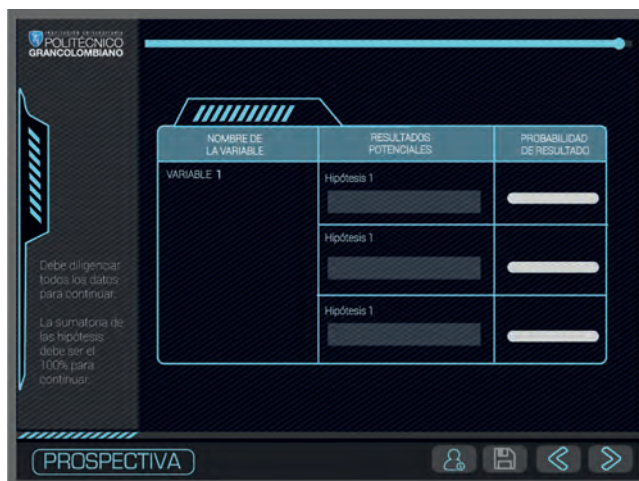 INSTITUCIÓN UNIVERSITARIA
POLITÉCNICO
GRANCOLOMBIANO
NOMBRE DE
LA VARIABLE
RESULTADOS
POTENCIALES
PROBABILIDAD
DE RESULTADO
VARIABLE 1
Hipótesis 1
Hipótesis 1
Hipótesis 1
Debe diligenciar
todos los datos
para continuar.
La sumatoria de
las hipótesis
debe ser el
100% para
continuar.
PROSPECTIVA